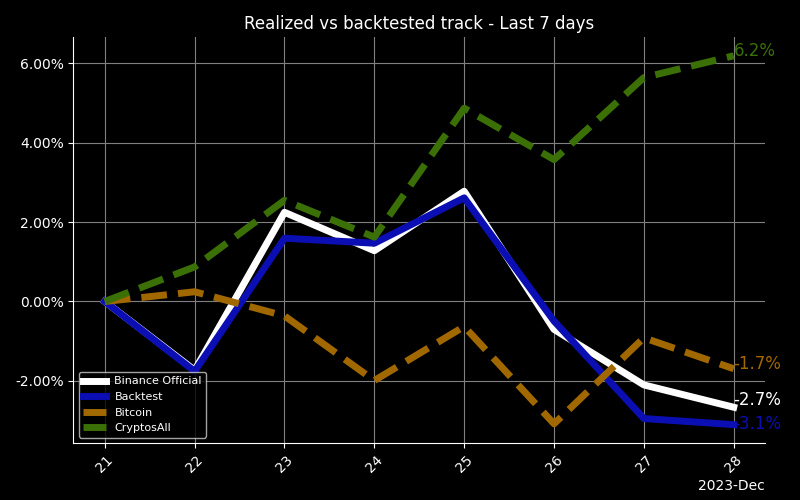 Realized vs backtested track - Last 7 days
6.2%
6.00%
4.00%
2.00%
0.00%
-2.00%
-1.7%
-2.7%
-3.1%
Binance Official
Backtest
Bitcoin
CryptosAll
21
22
23
24
25
26
27
28
2023-Dec